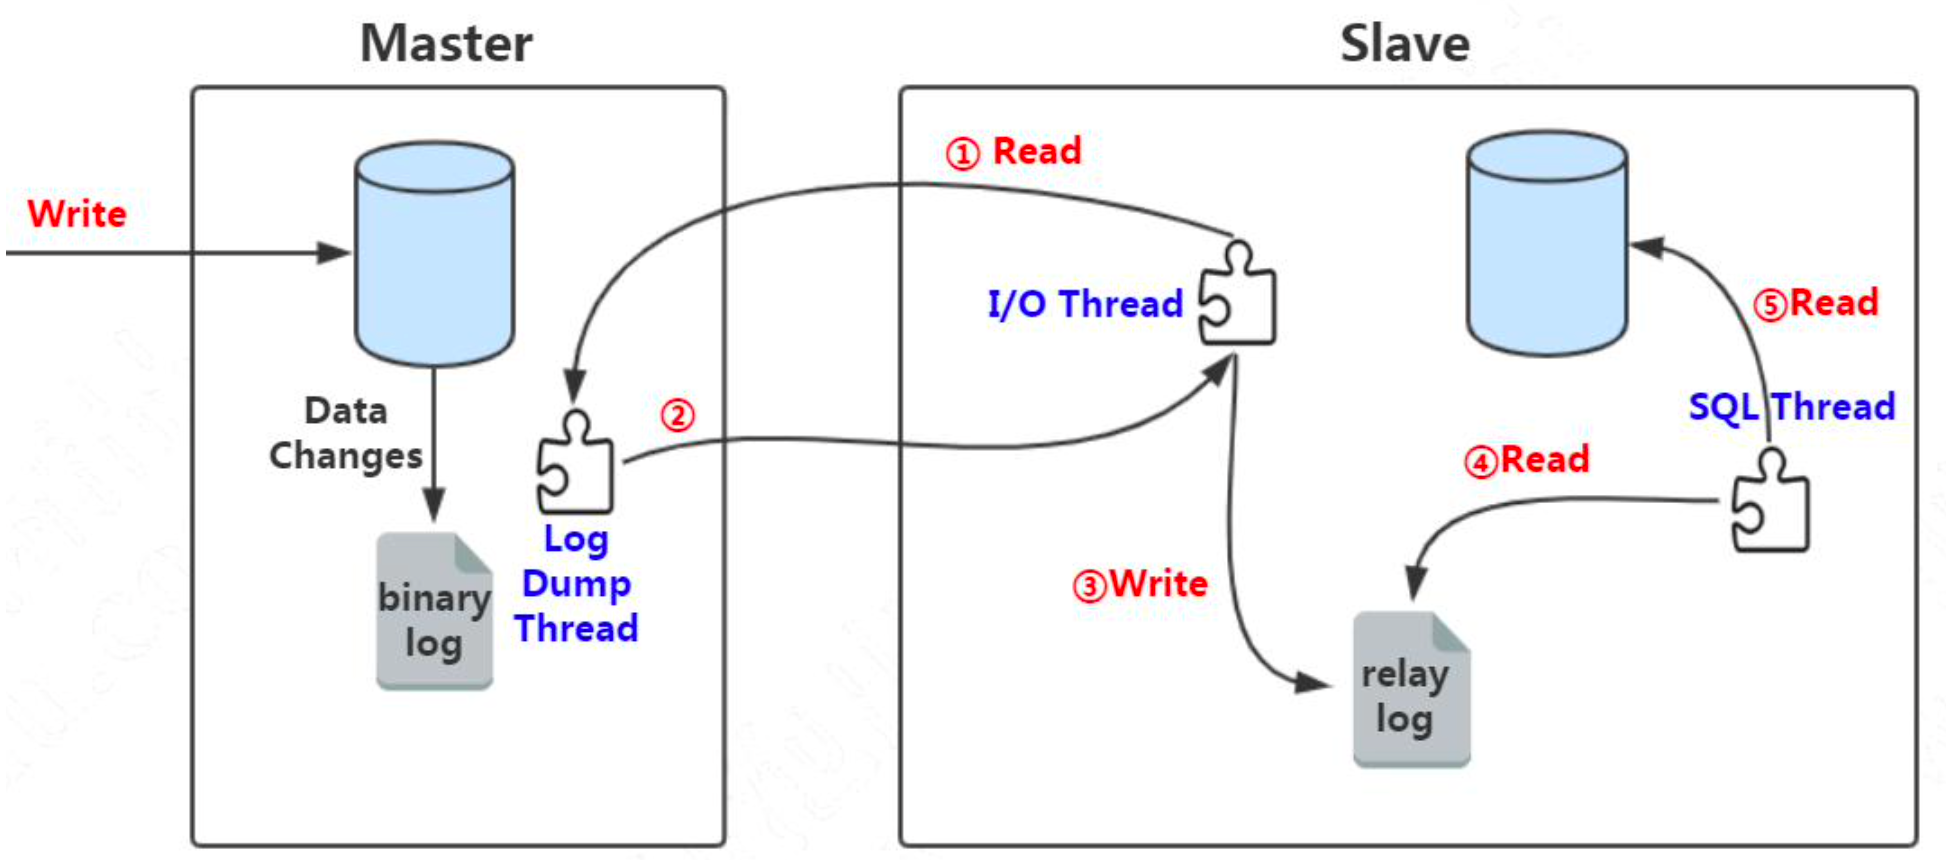 Master
Slave
Write
① Read
I/O Thread
⑤Read
Data
Changes
②
SQL Thread
④Read
Log
Dump
Thread
binary
log
③Write
relay
log